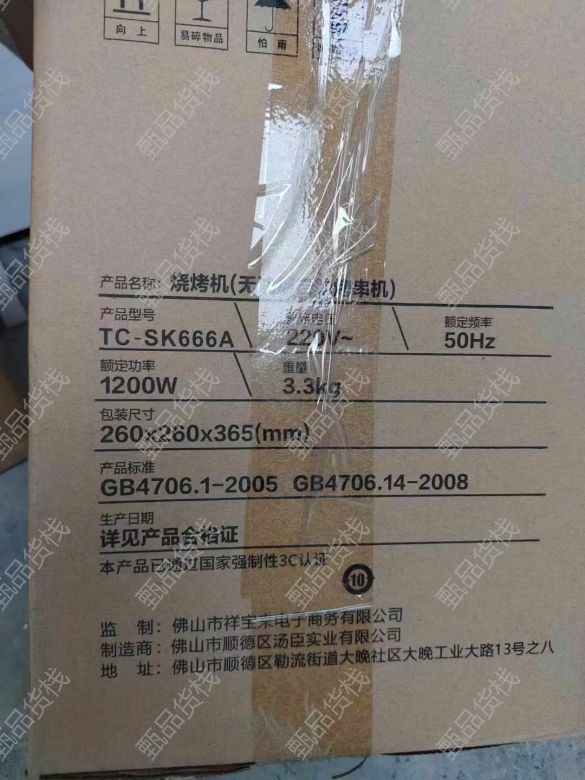 向上 易碎物品 怕雨
产品名称: 烧烤机(无 串机)
产品型号 额定电压 额定频率
TC-SK666A 220V~ 50Hz
额定功率 重量
1200W 3.3kg
包装尺寸
260x260x365(mm)
产品标准
GB4706.1-2005 GB4706.14-2008
生产日期
详见产品合格证
本产品已通过国家强制性3C认证
10
监 制: 佛山市祥宝来电子商务有限公司
制造商: 佛山市顺德区汤臣实业有限公司
地 址: 佛山市顺德区勒流街道大晚社区大晚工业大路13号之八
甄品货栈